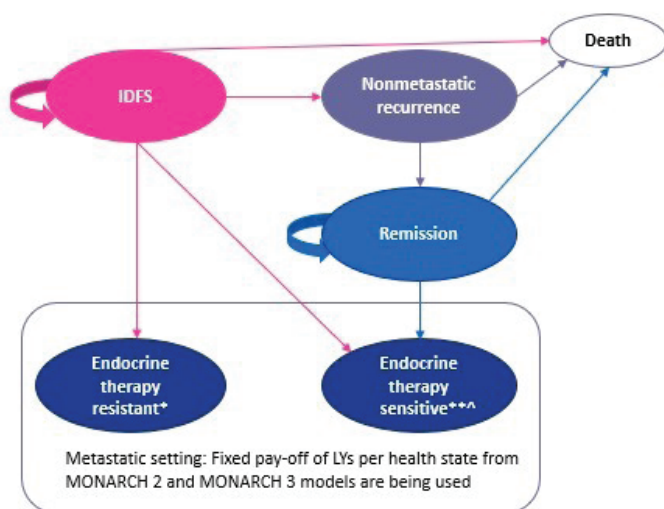 Death
IDFS
Nonmetastatic
recurrence
Remission
Endocrine
therapy
resistant*
Endocrine
therapy
sensitive**^
Metastatic setting: Fixed pay-off of LYs per health state from
MONARCH 2 and MONARCH 3 models are being used